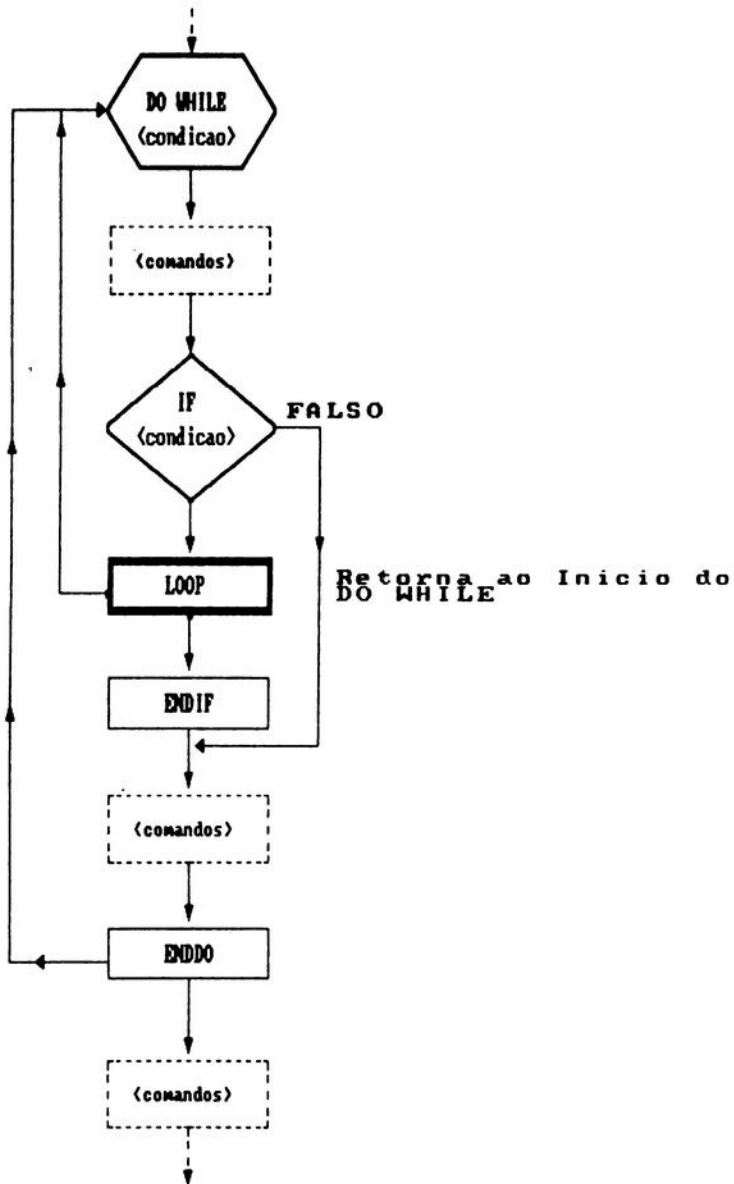 DO WHILE
<condicao>
<comandos>
IF
<condicao>
FALSO
LOOP
Retorna ao Inicio do
DO WHILE
ENDIF
<comandos>
ENDDO
<comandos>